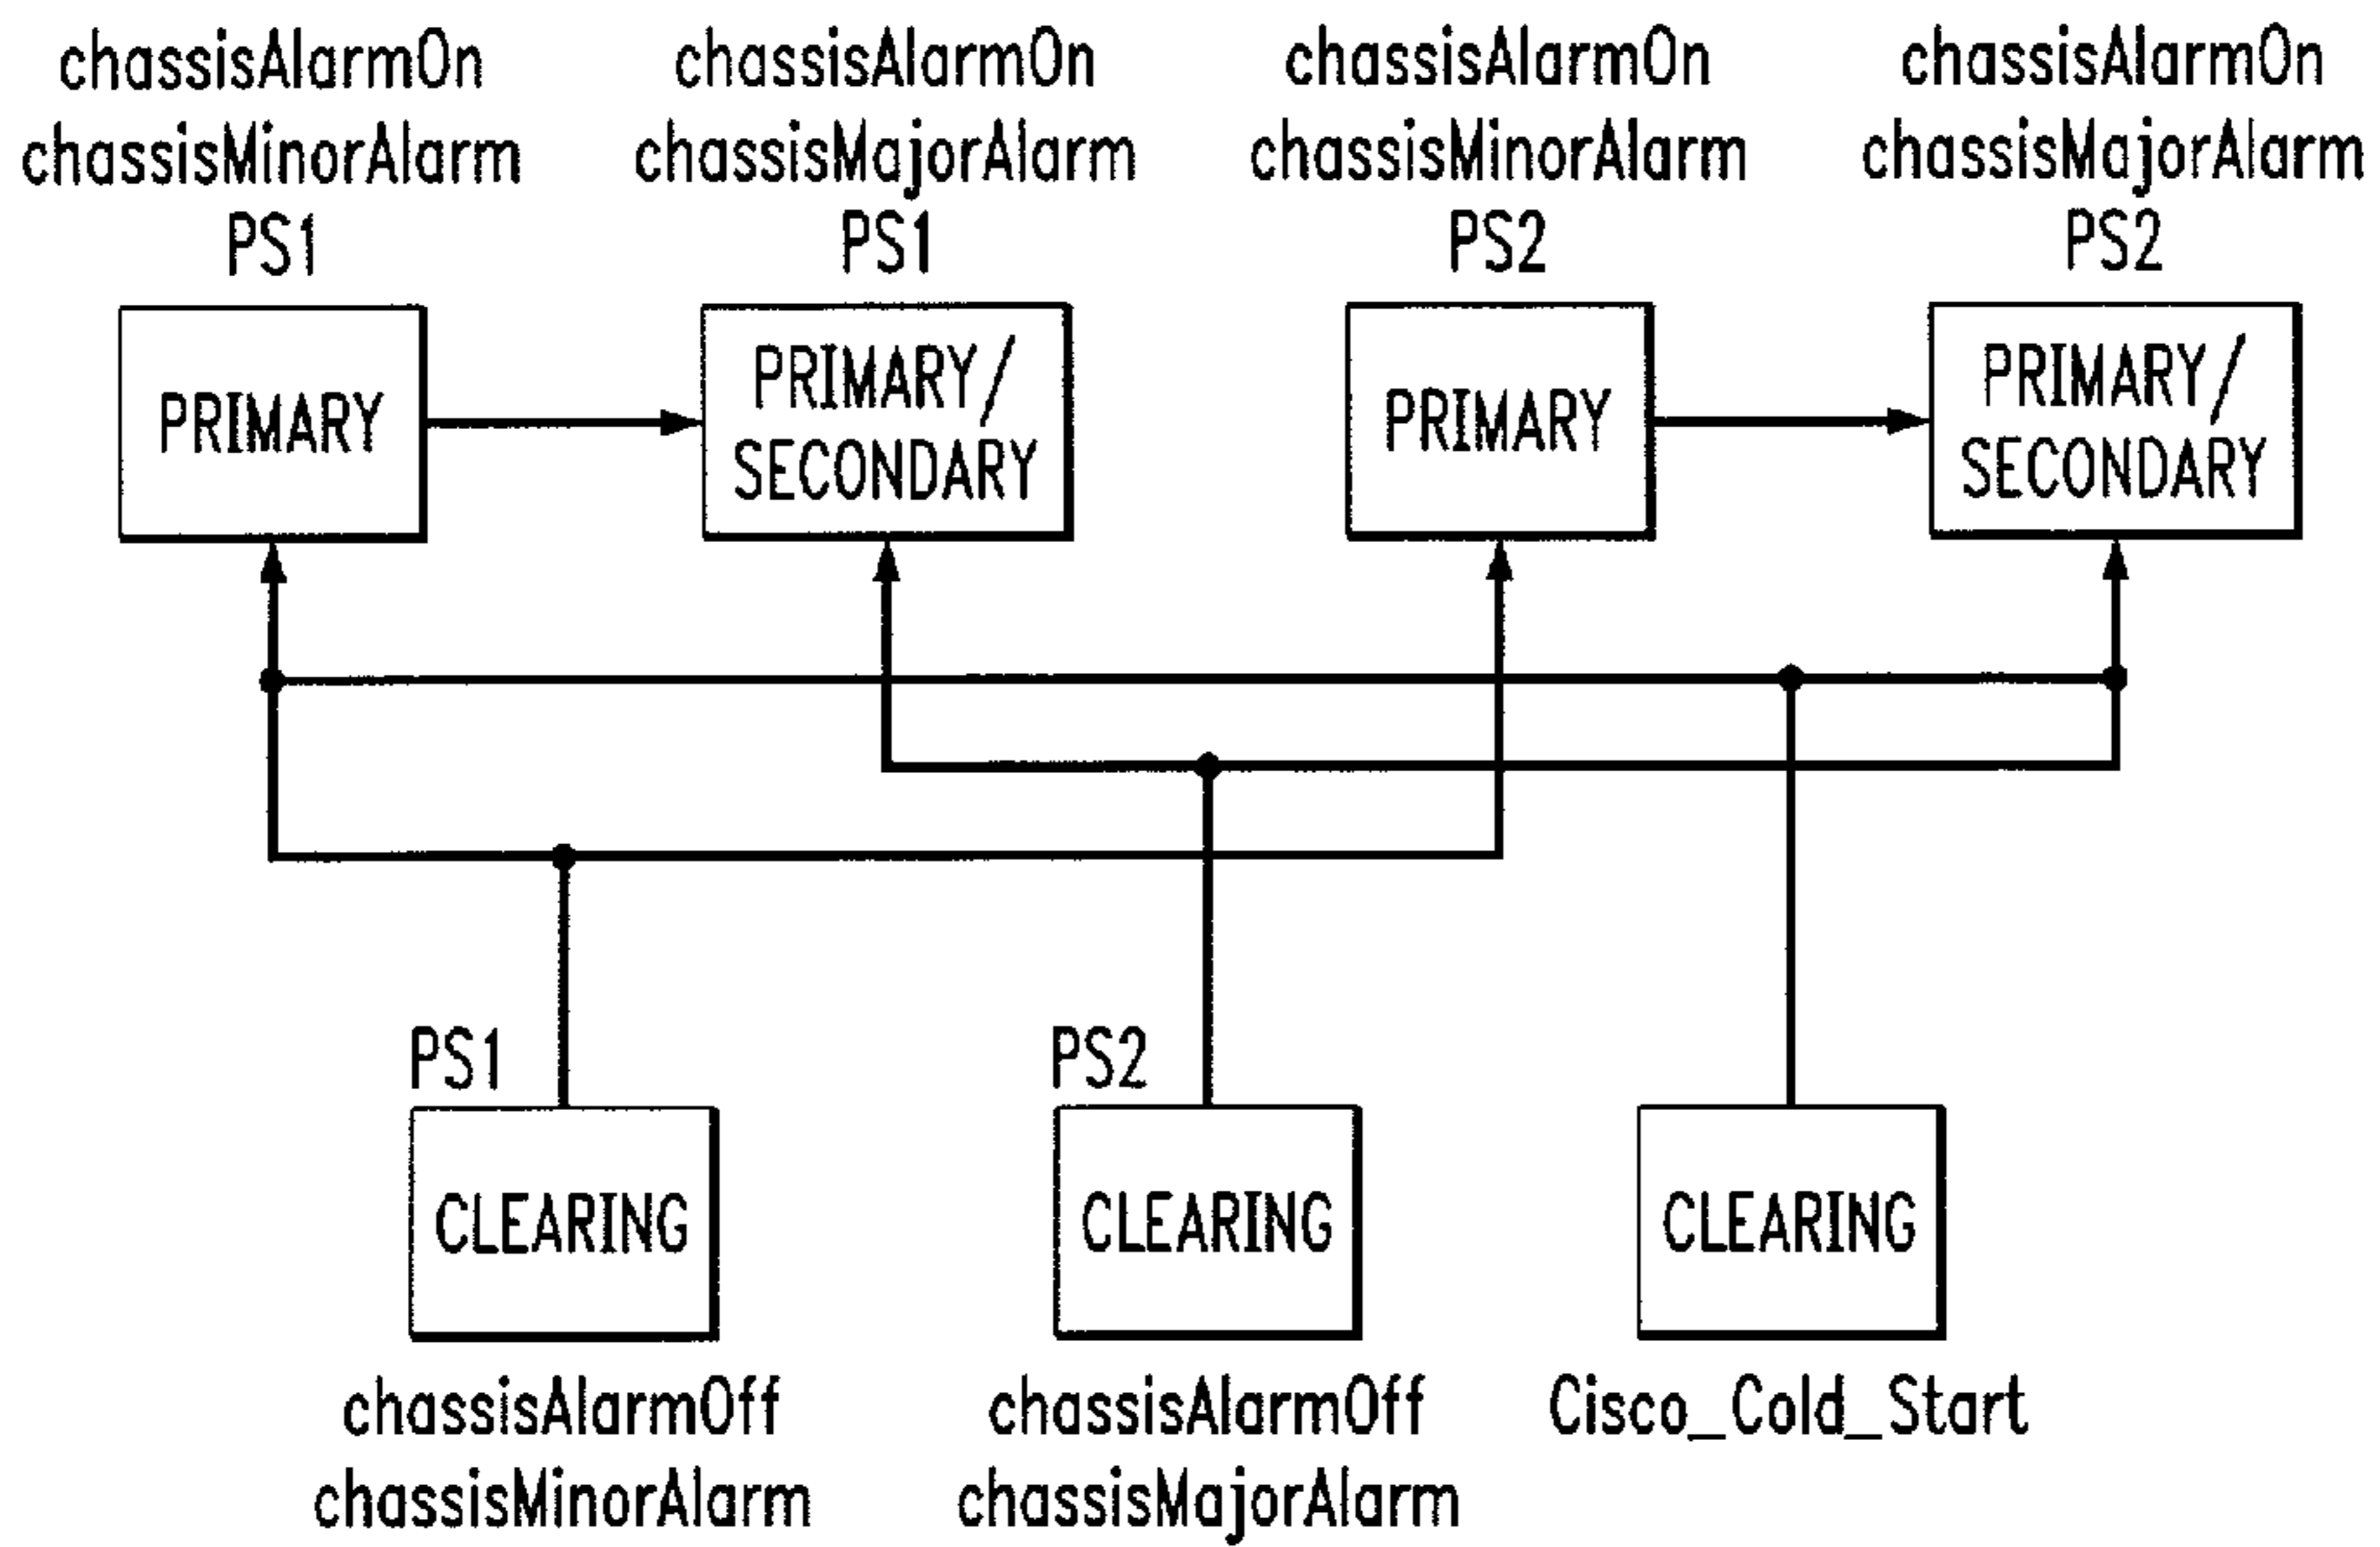 chassisAlarmOn
chassisMinorAlarm
PS1
chassisAlarmOn
chassisMajorAlarm
PS1
chassisAlarmOn
chassisMinorAlarm
PS2
chassisAlarmOn
chassisMajorAlarm
PS2
PRIMARY
PRIMARY/
SECONDARY
PRIMARY
PRIMARY/
SECONDARY
PS1
CLEARING
chassisAlarmOff
chassisMinorAlarm
PS2
CLEARING
chassisAlarmOff
chassisMajorAlarm
CLEARING
Cisco_Cold_Start